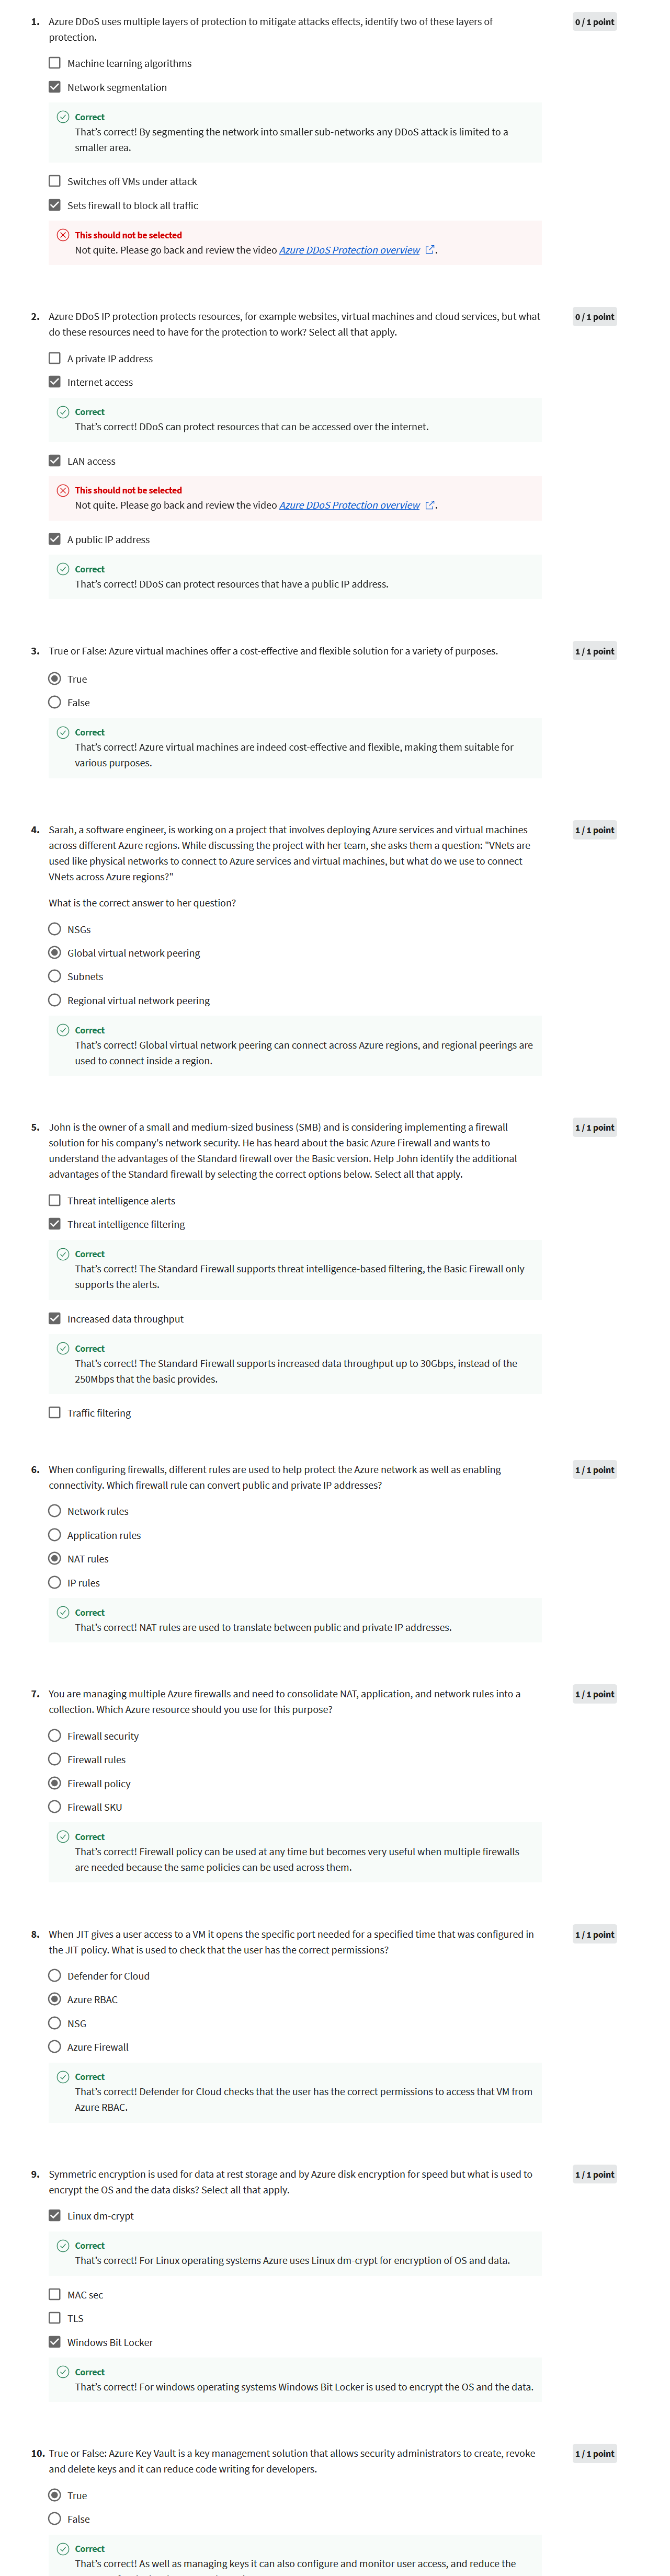 1. Azure DDoS uses multiple layers of protection to mitigate attacks effects, identify two of these layers of
protection.
0 / 1 point
Machine learning algorithms
Network segmentation
Correct
That's correct! By segmenting the network into smaller sub-networks any DDoS attack is limited to a
smaller area.
Switches off VMs under attack
Sets firewall to block all traffic
This should not be selected
Not quite. Please go back and review the video Azure DDoS Protection overview .
2. Azure DDoS IP protection protects resources, for example websites, virtual machines and cloud services, but what
do these resources need to have for the protection to work? Select all that apply.
0 / 1 point
A private IP address
Internet access
Correct
That's correct! DDoS can protect resources that can be accessed over the internet.
LAN access
This should not be selected
Not quite. Please go back and review the video Azure DDoS Protection overview .
A public IP address
Correct
That's correct! DDoS can protect resources that have a public IP address.
3. True or False: Azure virtual machines offer a cost-effective and flexible solution for a variety of purposes.
1 / 1 point
True
False
Correct
That's correct! Azure virtual machines are indeed cost-effective and flexible, making them suitable for
various purposes.
4. Sarah, a software engineer, is working on a project that involves deploying Azure services and virtual machines
across different Azure regions. While discussing the project with her team, she asks them a question: "VNets are
used like physical networks to connect to Azure services and virtual machines, but what do we use to connect
VNets across Azure regions?"
1 / 1 point
What is the correct answer to her question?
NSGs
Global virtual network peering
Subnets
Regional virtual network peering
Correct
That's correct! Global virtual network peering can connect across Azure regions, and regional peerings are
used to connect inside a region.
5. John is the owner of a small and medium-sized business (SMB) and is considering implementing a firewall
solution for his company's network security. He has heard about the basic Azure Firewall and wants to
understand the advantages of the Standard firewall over the Basic version. Help John identify the additional
advantages of the Standard firewall by selecting the correct options below. Select all that apply.
1 / 1 point
Threat intelligence alerts
Threat intelligence filtering
Correct
That's correct! The Standard Firewall supports threat intelligence-based filtering, the Basic Firewall only
supports the alerts.
Increased data throughput
Correct
That's correct! The Standard Firewall supports increased data throughput up to 30Gbps, instead of the
250Mbps that the basic provides.
Traffic filtering
6. When configuring firewalls, different rules are used to help protect the Azure network as well as enabling
connectivity. Which firewall rule can convert public and private IP addresses?
1 / 1 point
Network rules
Application rules
NAT rules
IP rules
Correct
That's correct! NAT rules are used to translate between public and private IP addresses.
7. You are managing multiple Azure firewalls and need to consolidate NAT, application, and network rules into a
collection. Which Azure resource should you use for this purpose?
1 / 1 point
Firewall security
Firewall rules
Firewall policy
Firewall SKU
Correct
That's correct! Firewall policy can be used at any time but becomes very useful when multiple firewalls
are needed because the same policies can be used across them.
8. When JIT gives a user access to a VM it opens the specific port needed for a specified time that was configured in
the JIT policy. What is used to check that the user has the correct permissions?
1 / 1 point
Defender for Cloud
Azure RBAC
NSG
Azure Firewall
Correct
That's correct! Defender for Cloud checks that the user has the correct permissions to access that VM from
Azure RBAC.
9. Symmetric encryption is used for data at rest storage and by Azure disk encryption for speed but what is used to
encrypt the OS and the data disks? Select all that apply.
1 / 1 point
Linux dm-crypt
Correct
That's correct! For Linux operating systems Azure uses Linux dm-crypt for encryption of OS and data.
MAC sec
TLS
Windows Bit Locker
Correct
That's correct! For windows operating systems Windows Bit Locker is used to encrypt the OS and the data.
10. True or False: Azure Key Vault is a key management solution that allows security administrators to create, revoke
and delete keys and it can reduce code writing for developers.
1 / 1 point
True
False
Correct
That's correct! As well as managing keys it can also configure and monitor user access, and reduce the